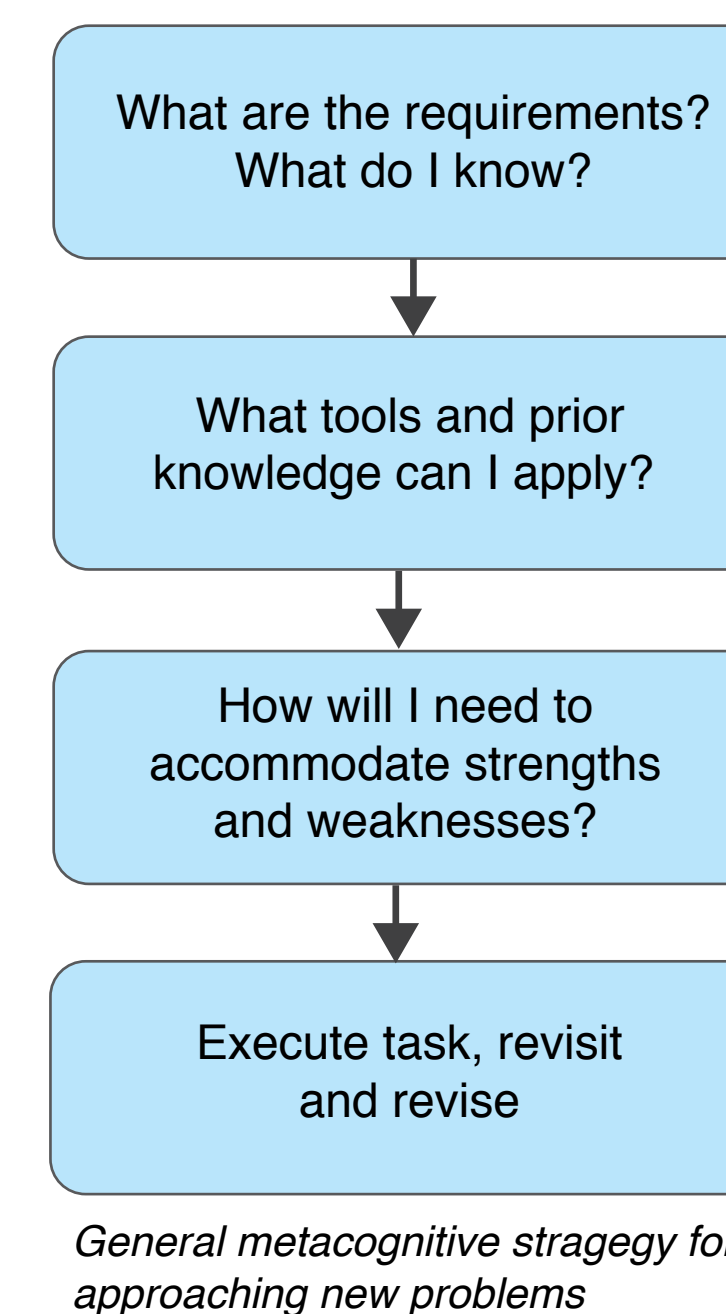 What are the requirements?
What do I know?
What tools and prior
knowledge can I apply?
How will I need to
accommodate strengths
and weaknesses?
Execute task, revisit
and revise
General metacognitive stragegy for
approaching new problems